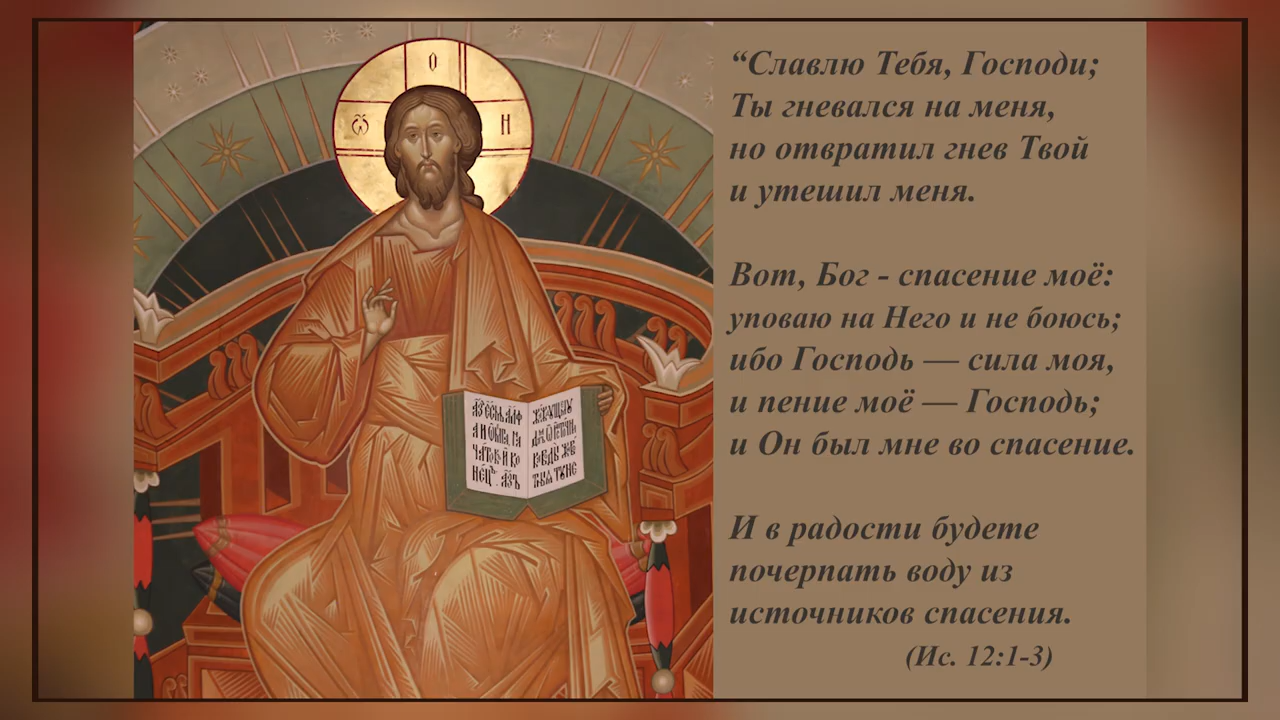 Ѿ О Н
“Славлю Тебя, Господи;
Ты гневался на меня,
но отвратил гнев Твой
и утешил меня.
Вот, Бог - спасение моё:
уповаю на Него и не боюсь;
ибо Господь — сила моя,
и пение моё — Господь;
и Он был мне во спасение.
И в радости будете
почерпать воду из
источников спасения.
(Ис. 12:1-3)